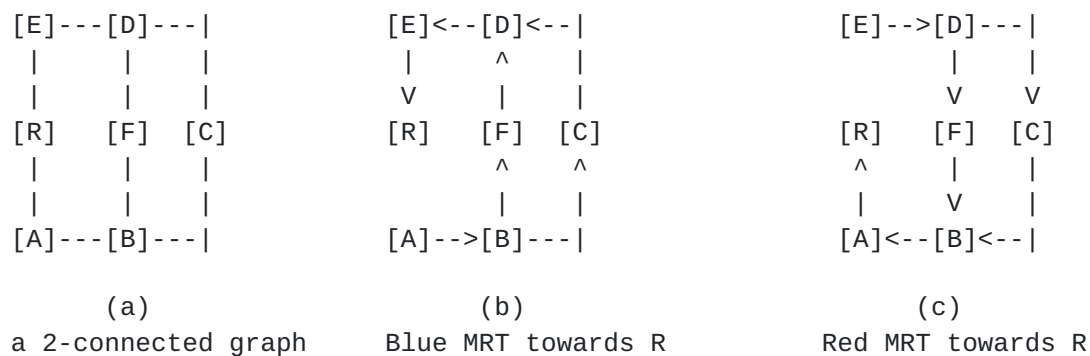 [E]---[D]---|           [E]<--[D]<--|                [E]-->[D]---|
 |     |    |            |     ^    |                       |    |
 |     |    |            V     |    |                       V    V
[R]   [F]  [C]          [R]   [F]  [C]               [R]   [F]  [C]
 |     |    |                  ^    ^                 ^     |    |
 |     |    |                  |    |                 |     V    |
[A]---[B]---|           [A]-->[B]---|                [A]<--[B]<--|
      (a)                     (b)                          (c)
a 2-connected graph     Blue MRT towards R          Red MRT towards R